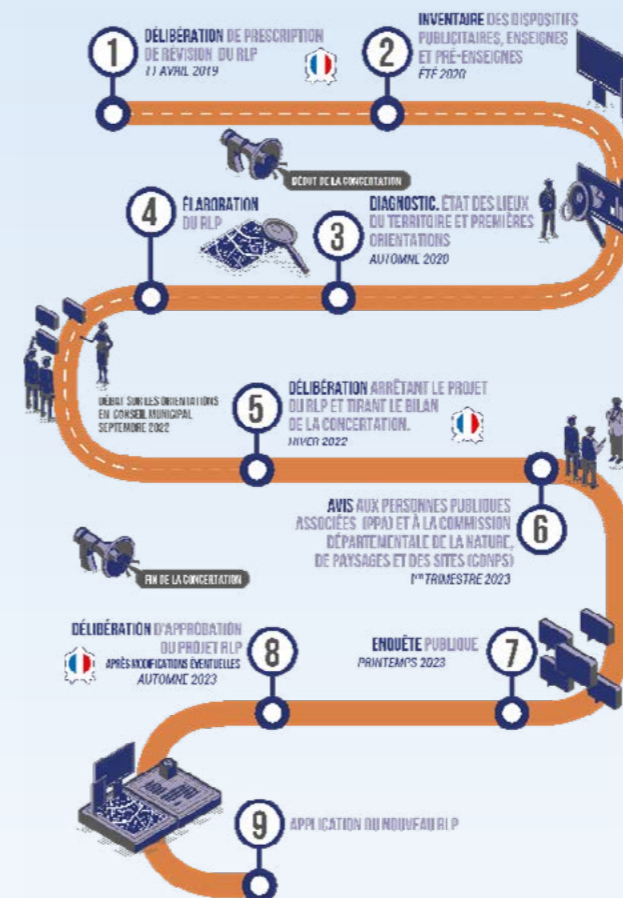 1
DÉLIBÉRATION DE PRESCRIPTION
DE RÉVISION DU RLP
11 AVRIL 2019
2
INVENTAIRE DES DISPOSITIFS
PUBLICITAIRES, ENSEIGNES
ET PRÉ-ENSEIGNES
ÉTÉ 2020
DÉBUT DE LA CONCERTATION
3
DIAGNOSTIC, ÉTAT DES LIEUX
DU TERRITOIRE ET PREMIÈRES
ORIENTATIONS
AUTOMNE 2020
4
ÉLABORATION
DU RLP
DÉBAT SUR LES ORIENTATIONS
EN CONSEIL MUNICIPAL
SEPTEMBRE 2022
5
DÉLIBÉRATION ARRÊTANT LE PROJET
DU RLP ET TIRANT LE BILAN
DE LA CONCERTATION.
HIVER 2022
6
AVIS AUX PERSONNES PUBLIQUES
ASSOCIÉES (PPA) ET À LA COMMISSION
DÉPARTEMENTALE DE LA NATURE,
DE PAYSAGES ET DES SITES (CDNPS)
1ER TRIMESTRE 2023
FIN DE LA CONCERTATION
7
ENQUÊTE PUBLIQUE
PRINTEMPS 2023
8
DÉLIBÉRATION D'APPROBATION
DU PROJET RLP
APRÈS MODIFICATIONS ÉVENTUELLES
AUTOMNE 2023
9
APPLICATION DU NOUVEAU RLP